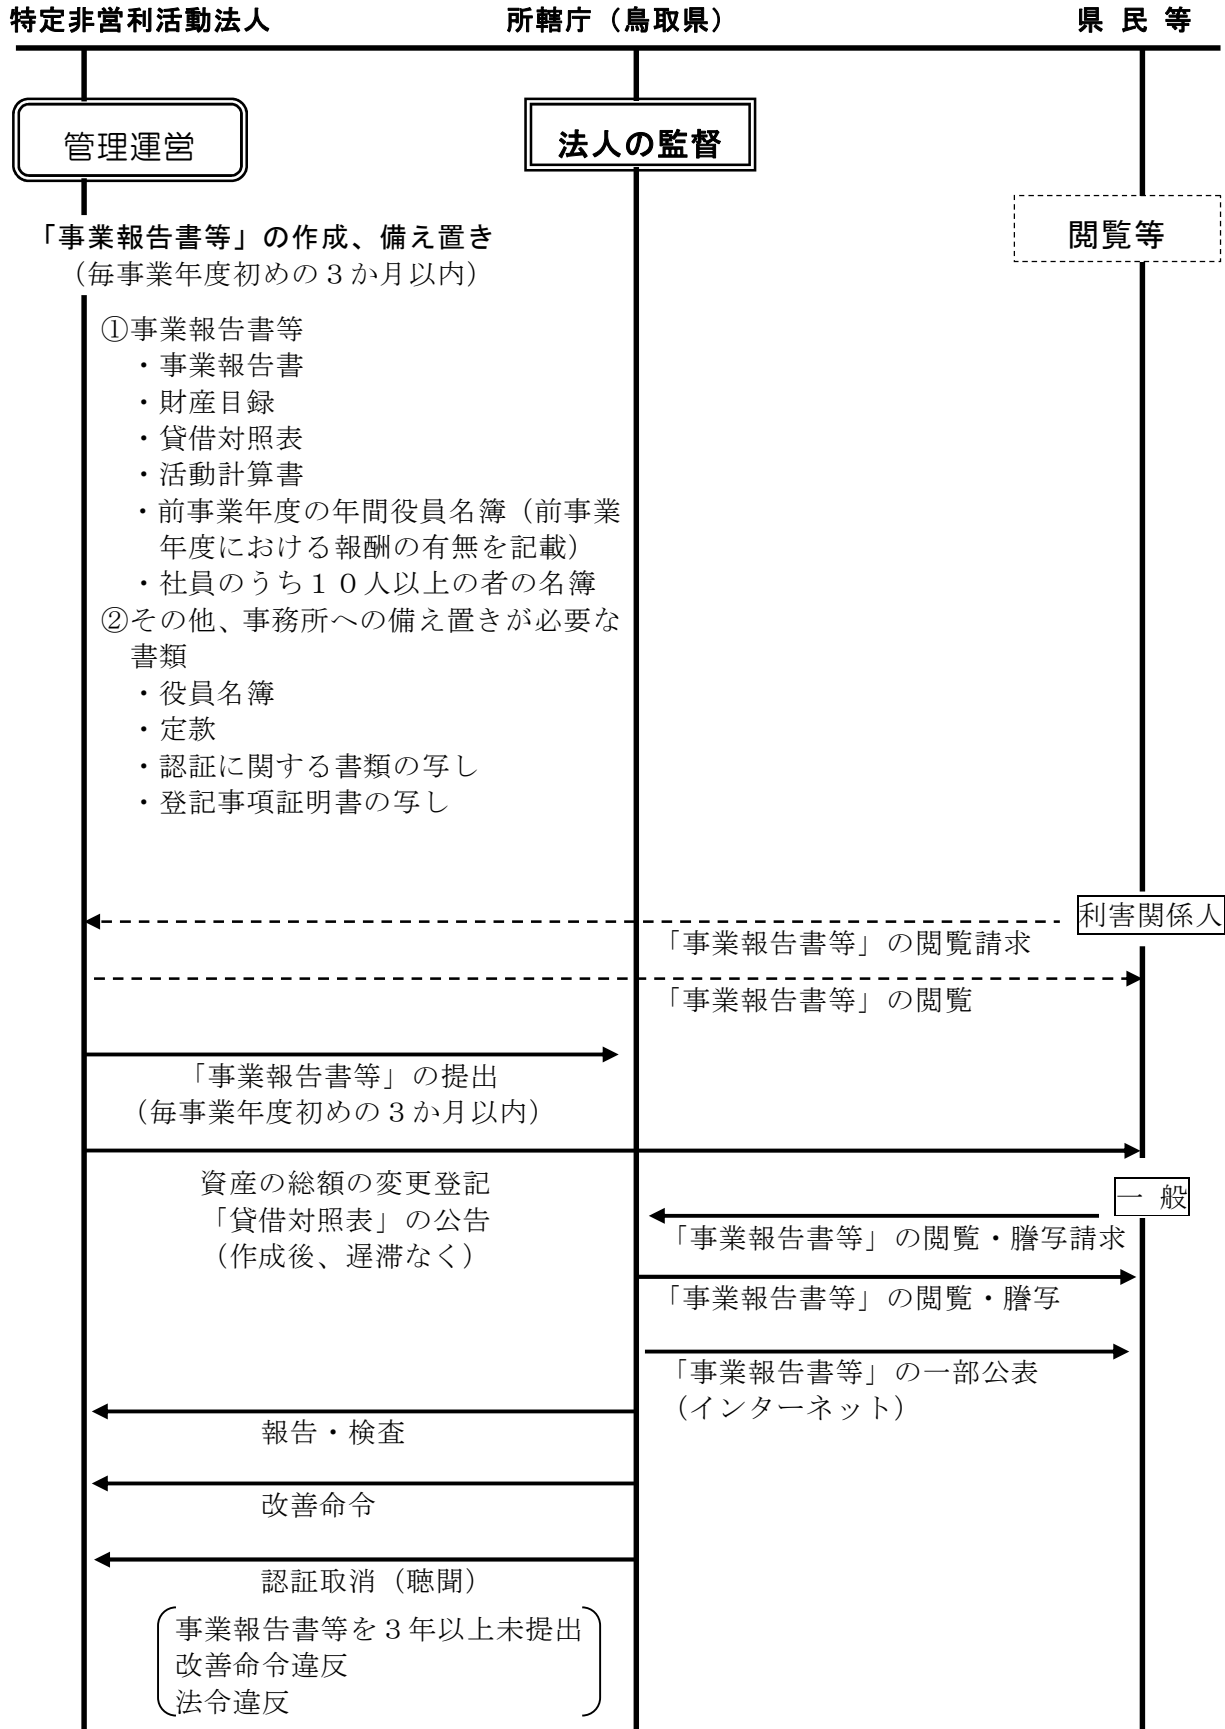 特定非営利活動法人
所轄庁（鳥取県）
県 民 等
管理運営
法人の監督
閲覧等
「事業報告書等」の作成、備え置き
（毎事業年度初めの３か月以内）
①事業報告書等
・事業報告書
・財産目録
・貸借対照表
・活動計算書
・前事業年度の年間役員名簿（前事業
年度における報酬の有無を記載）
・社員のうち１０人以上の者の名簿
②その他、事務所への備え置きが必要な
書類
・役員名簿
・定款
・認証に関する書類の写し
・登記事項証明書の写し
利害関係人
「事業報告書等」の閲覧請求
「事業報告書等」の閲覧
「事業報告書等」の提出
（毎事業年度初めの３か月以内）
資産の総額の変更登記
「貸借対照表」の公告
（作成後、遅滞なく）
一 般
「事業報告書等」の閲覧・謄写請求
「事業報告書等」の閲覧・謄写
「事業報告書等」の一部公表
（インターネット）
報告・検査
改善命令
認証取消（聴聞）
事業報告書等を３年以上未提出
改善命令違反
法令違反